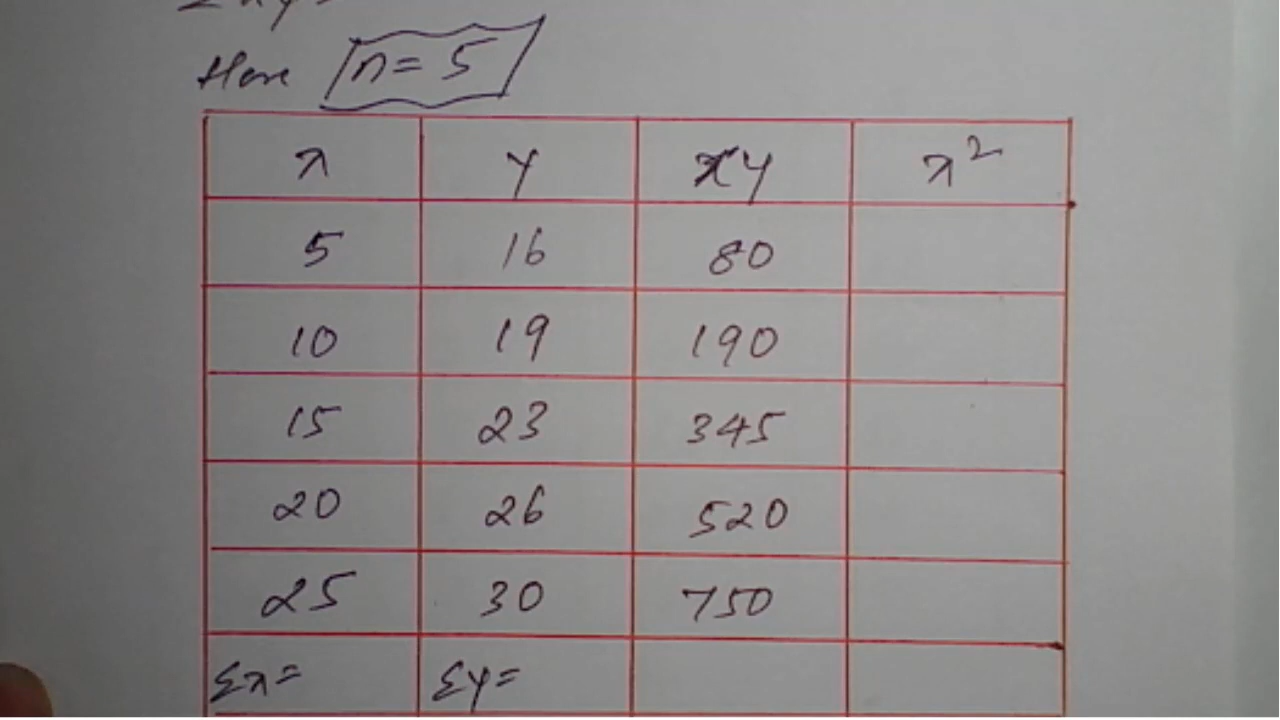 Here n = 5
x y xy x²
5 16 80
10 19 190
15 23 345
20 26 520
25 30 750
Σx= Σy=